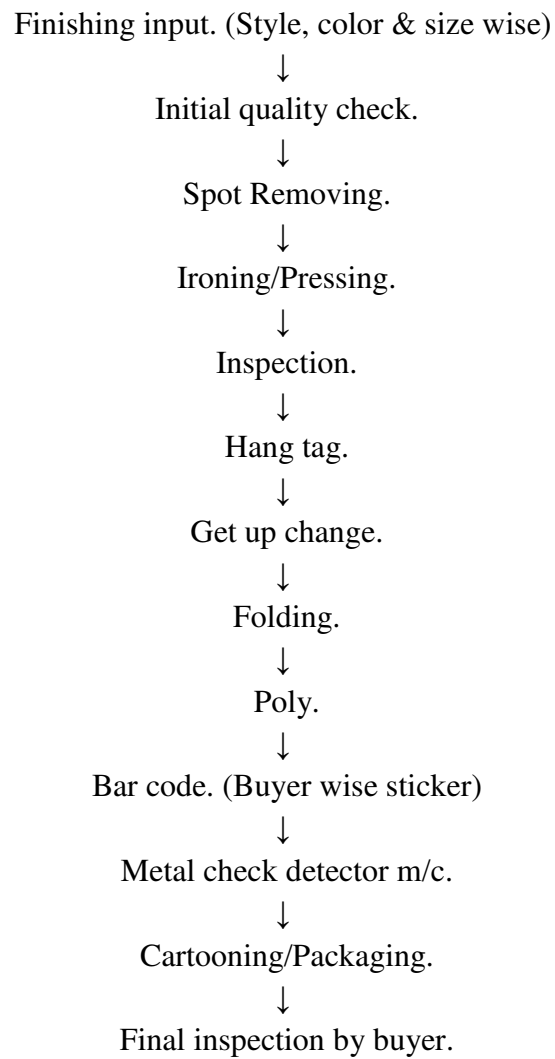 Finishing input. (Style, color & size wise)
↓
Initial quality check.
↓
Spot Removing.
↓
Ironing/Pressing.
↓
Inspection.
↓
Hang tag.
↓
Get up change.
↓
Folding.
↓
Poly.
↓
Bar code. (Buyer wise sticker)
↓
Metal check detector m/c.
↓
Cartooning/Packaging.
↓
Final inspection by buyer.